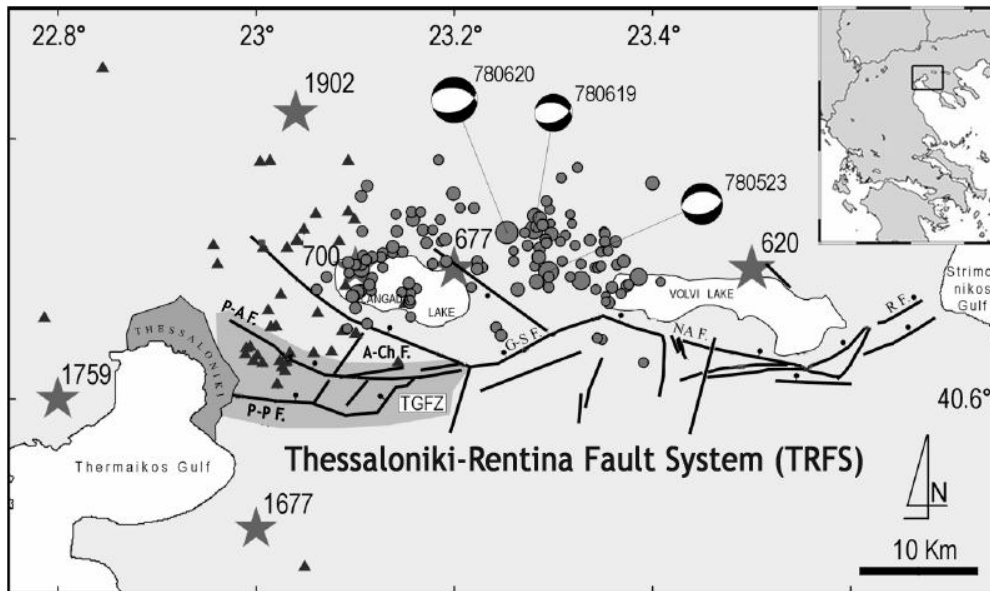 22.8°
23°
23.2°
23.4°
1902
780620
780619
780523
700
677
620
LANGADA
LAKE
VOLVI LAKE
Strimo
nikos
Gulf
THESSALONIKI
P-A F.
A-Ch F.
G-S F.
NA F.
R F.
1759
P-P F.
TGFZ
40.6°
Thermaikos Gulf
Thessaloniki-Rentina Fault System (TRFS)
1677
N
10 Km